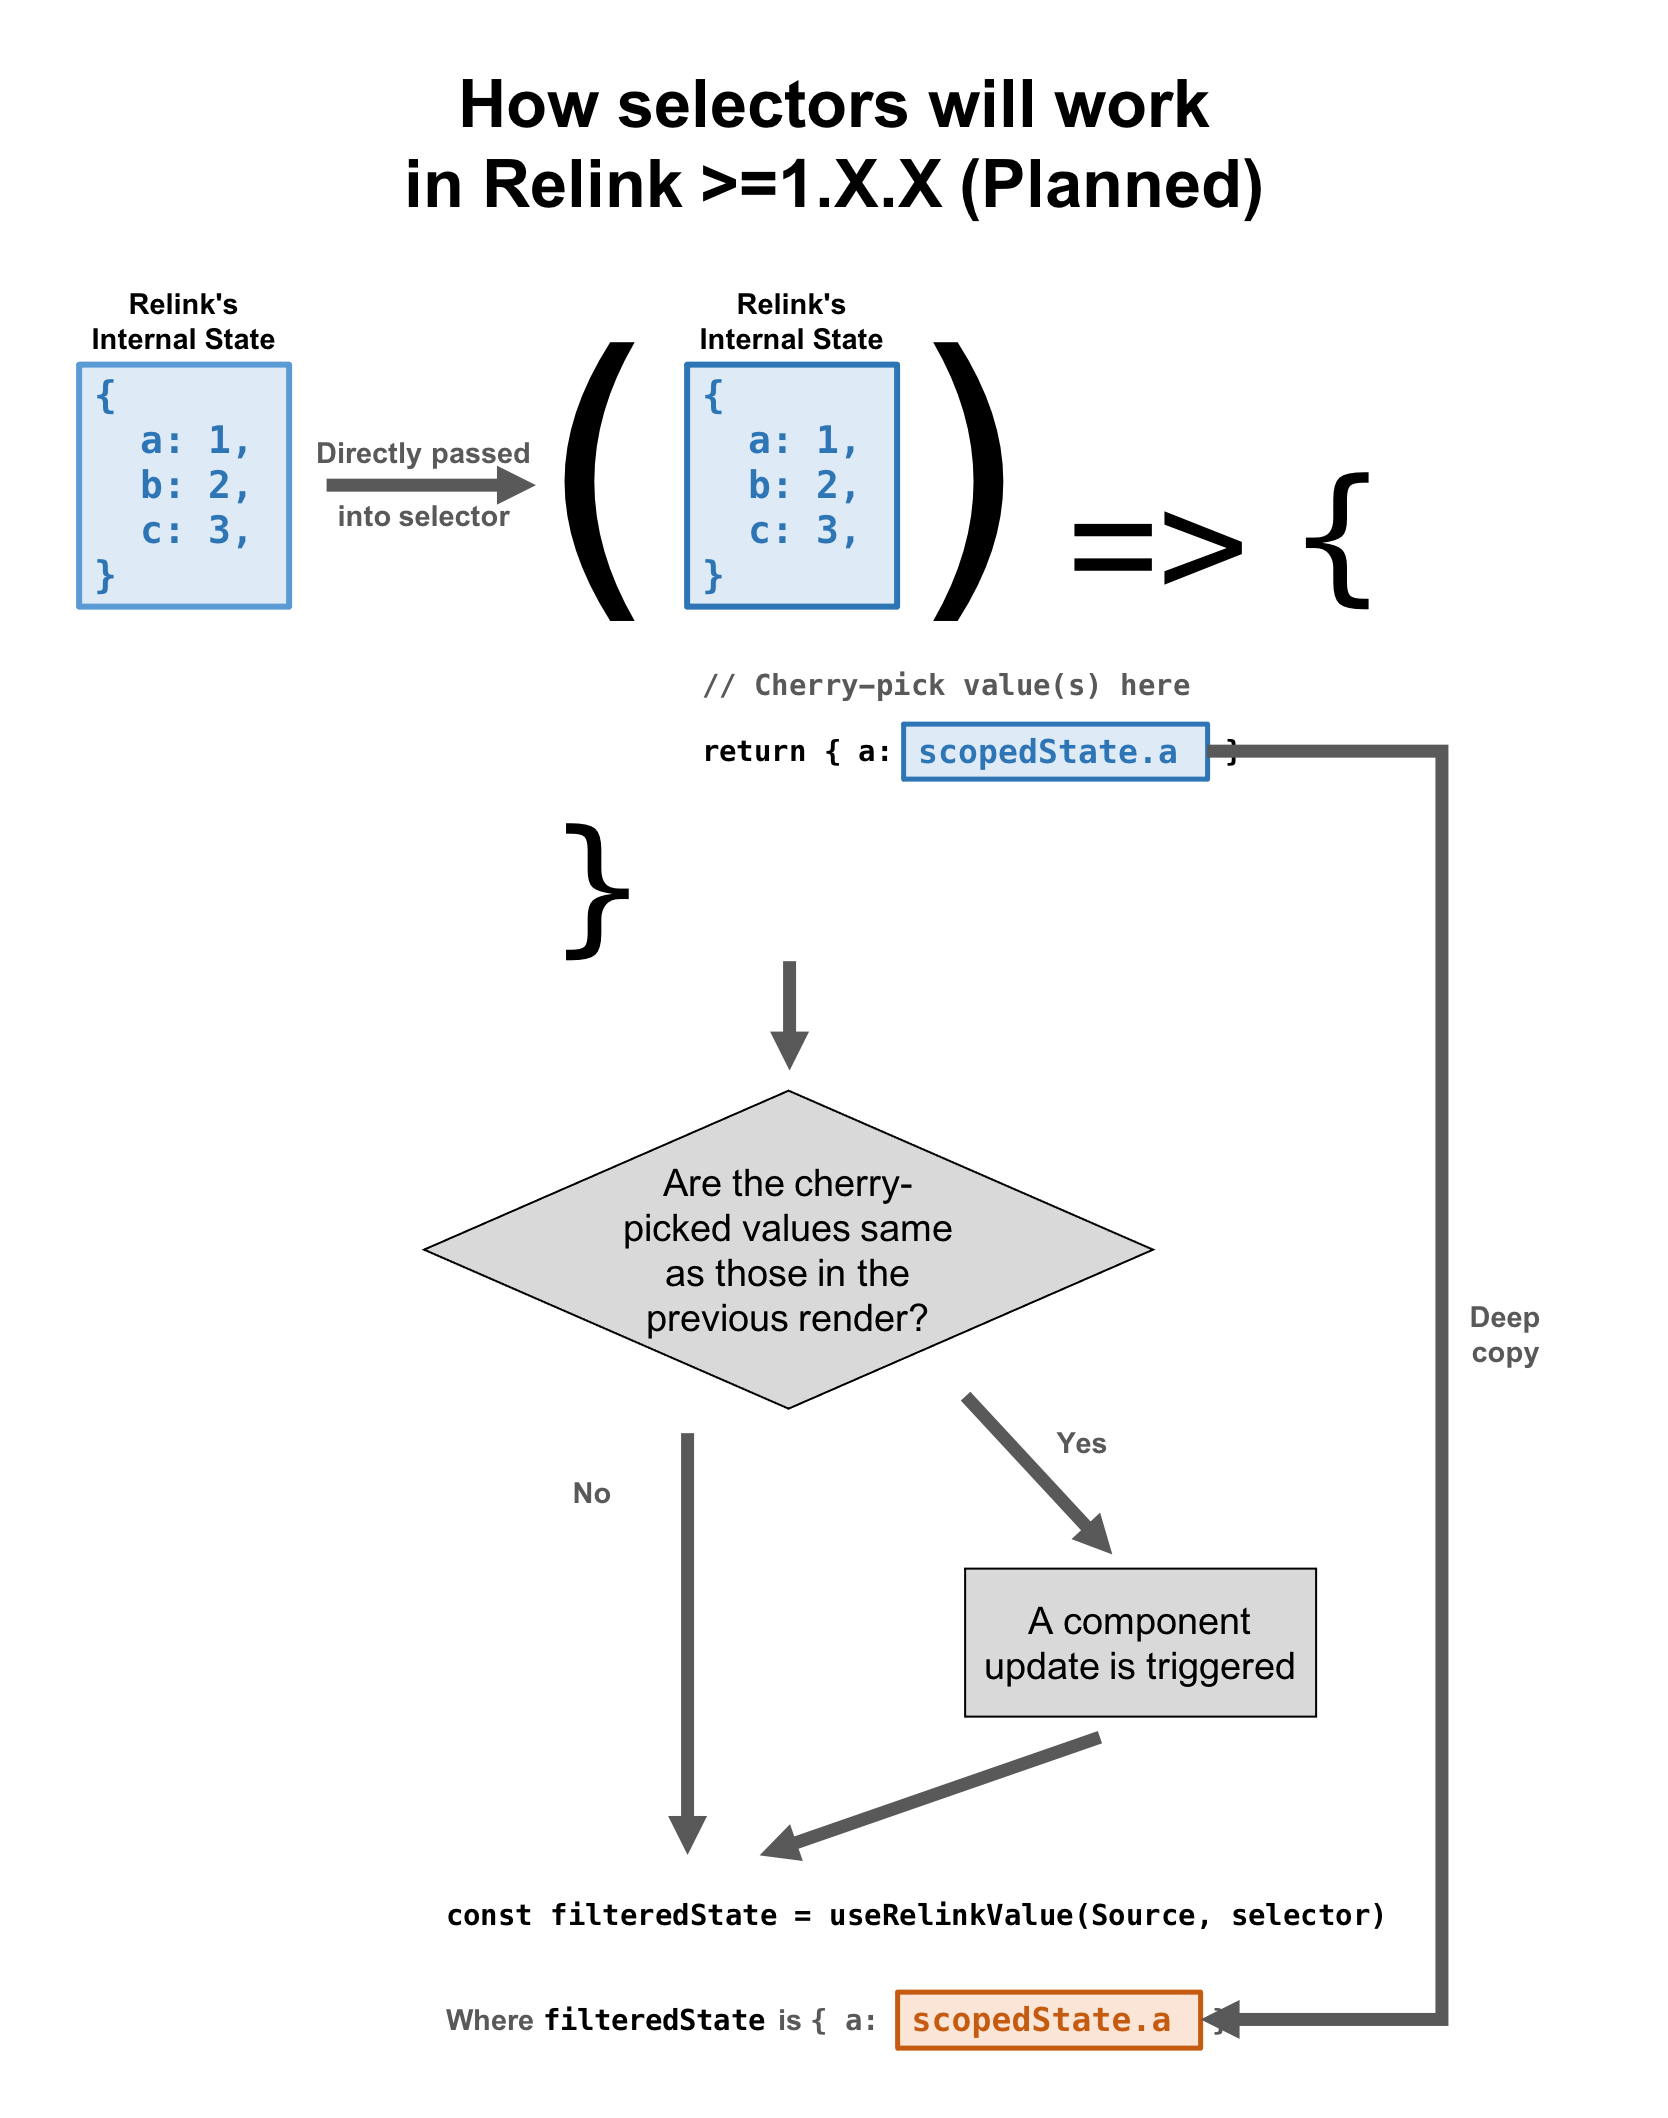 How selectors will work
in Relink >=1.X.X (Planned)
Relink's
Internal State
{
a: 1,
b: 2,
c: 3,
}
Directly passed
into selector
(
Relink's
Internal State
{
a: 1,
b: 2,
c: 3,
}
) => {
// Cherry-pick value(s) here
return { a: scopedState.a }
}
Are the cherry-
picked values same
as those in the
previous render?
Deep
copy
Yes
No
A component
update is triggered
const filteredState = useRelinkValue(Source, selector)
Where filteredState is { a: scopedState.a }